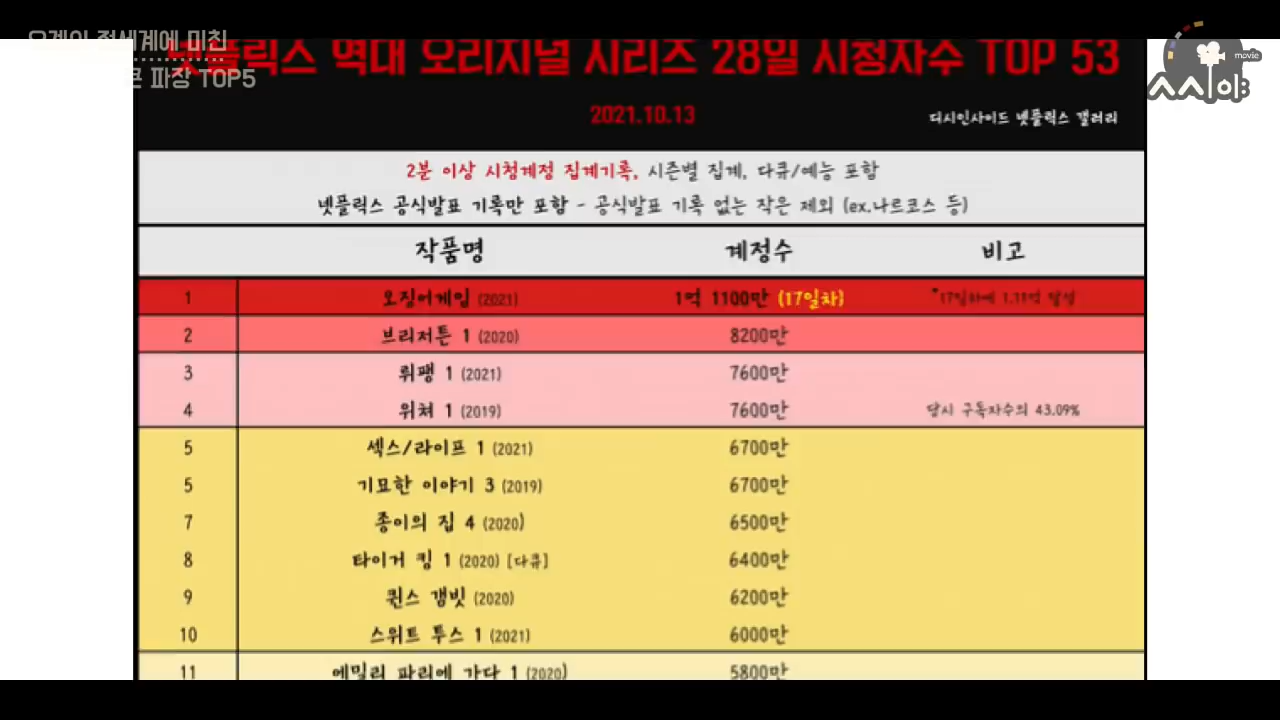 오게임 전세계에 미친
큰 파장 TOP5
넷플릭스 역대 오리지널 시리즈 28일 시청자수 TOP 53
movie
스시야
2021.10.13
디시인사이드 넷플릭스 갤러리
2분 이상 시청계정 집계기록, 시즌별 집계, 다큐/예능 포함
넷플릭스 공식발표 기록만 포함 - 공식발표 기록 없는 작은 제외 (ex.나르코스 등)
작품명 계정수 비고
1 오징어게임 (2021) 1억 1100만 (17일차) *17일차에 1.11억 달성
2 브리저튼 1 (2020) 8200만
3 뤼팽 1 (2021) 7600만
4 위쳐 1 (2019) 7600만 당시 구독자수의 43.09%
5 섹스/라이프 1 (2021) 6700만
5 기묘한 이야기 3 (2019) 6700만
7 종이의 집 4 (2020) 6500만
8 타이거 킹 1 (2020) [다큐] 6400만
9 퀸스 갬빗 (2020) 6200만
10 스위트 투스 1 (2021) 6000만
11 에밀리 파리에 가다 1 (2020) 5800만